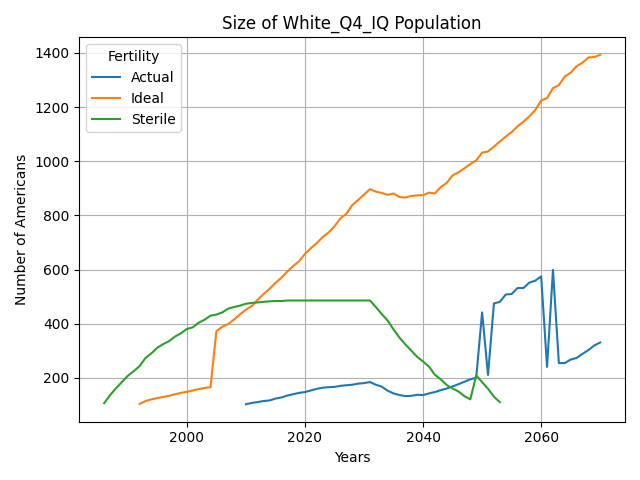 Size of White_Q4_IQ Population
Fertility
Actual
Ideal
Sterile
Number of Americans
1400
1200
1000
800
600
400
200
2000
2020
2040
2060
Years